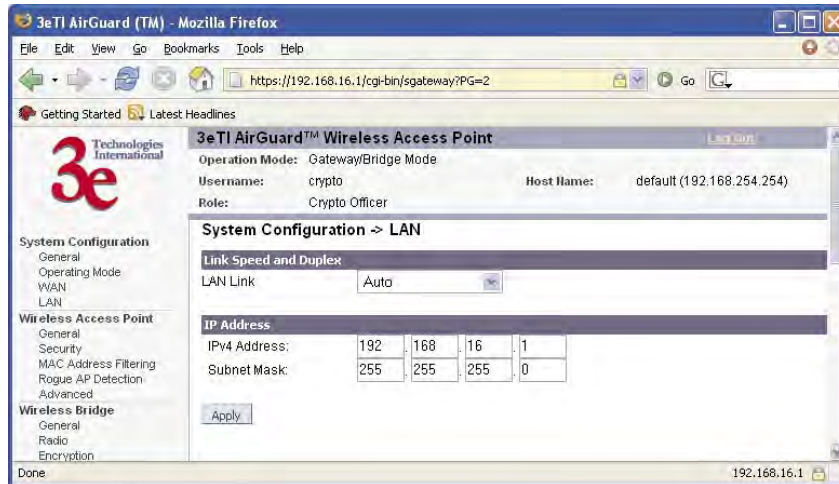 3eTI AirGuard (TM) - Mozilla Firefox
File Edit View Go Bookmarks Tools Help
https://192.168.16.1/cgi-bin/sgateway?PG=2
Go
Getting Started Latest Headlines
3e Technologies International
3eTI AirGuard™ Wireless Access Point Log Out
Operation Mode: Gateway/Bridge Mode
Username: crypto Host Name: default (192.168.254.254)
Role: Crypto Officer
System Configuration
General
Operating Mode
WAN
LAN
Wireless Access Point
General
Security
MAC Address Filtering
Rogue AP Detection
Advanced
Wireless Bridge
General
Radio
Encryption
System Configuration -> LAN
Link Speed and Duplex
LAN Link Auto
IP Address
IPv4 Address: 192 . 168 . 16 . 1
Subnet Mask: 255 . 255 . 255 . 0
Apply
Done 192.168.16.1